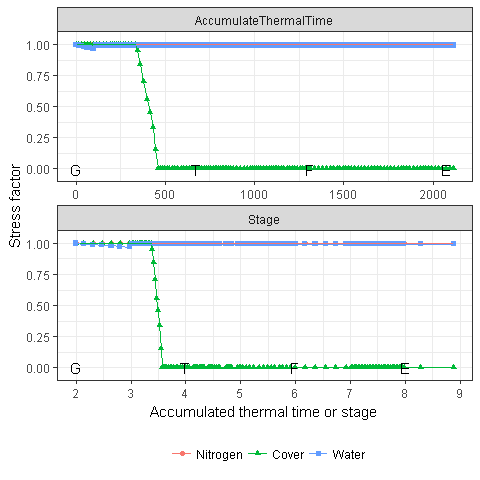 AccumulateThermalTime
1.00
0.75
0.50
0.25
0.00
G T F E
0 500 1000 1500 2000
Stress factor
Stage
1.00
0.75
0.50
0.25
0.00
G T F E
2 3 4 5 6 7 8 9
Accumulated thermal time or stage
Nitrogen Cover Water